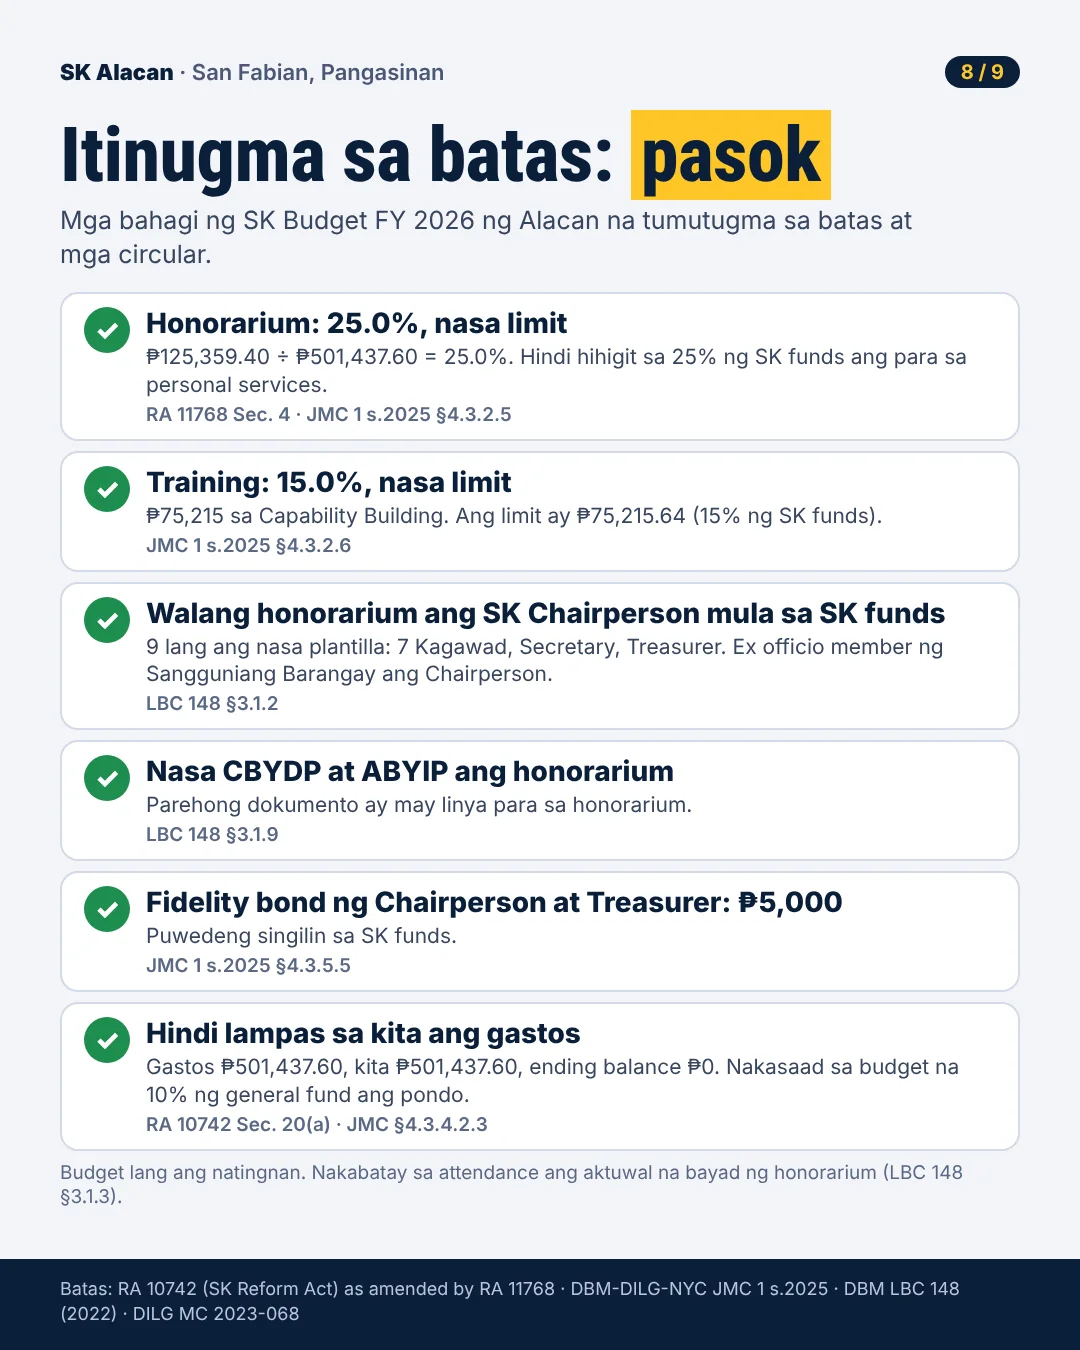 SK Alacan · San Fabian, Pangasinan
8 / 9
Itinugma sa batas: pasok
Mga bahagi ng SK Budget FY 2026 ng Alacan na tumutugma sa batas at
mga circular.
Honorarium: 25.0%, nasa limit
₱125,359.40 ÷ ₱501,437.60 = 25.0%. Hindi hihigit sa 25% ng SK funds ang para sa
personal services.
RA 11768 Sec. 4 · JMC 1 s.2025 §4.3.2.5
Training: 15.0%, nasa limit
₱75,215 sa Capability Building. Ang limit ay ₱75,215.64 (15% ng SK funds).
JMC 1 s.2025 §4.3.2.6
Walang honorarium ang SK Chairperson mula sa SK funds
9 lang ang nasa plantilla: 7 Kagawad, Secretary, Treasurer. Ex officio member ng
Sangguniang Barangay ang Chairperson.
LBC 148 §3.1.2
Nasa CBYDP at ABYIP ang honorarium
Parehong dokumento ay may linya para sa honorarium.
LBC 148 §3.1.9
Fidelity bond ng Chairperson at Treasurer: ₱5,000
Puwedeng singilin sa SK funds.
JMC 1 s.2025 §4.3.5.5
Hindi lampas sa kita ang gastos
Gastos ₱501,437.60, kita ₱501,437.60, ending balance ₱0. Nakasaad sa budget na
10% ng general fund ang pondo.
RA 10742 Sec. 20(a) · JMC §4.3.4.2.3
Budget lang ang natingnan. Nakabatay sa attendance ang aktuwal na bayad ng honorarium (LBC 148
§3.1.3).
Batas: RA 10742 (SK Reform Act) as amended by RA 11768 · DBM-DILG-NYC JMC 1 s.2025 · DBM LBC 148
(2022) · DILG MC 2023-068